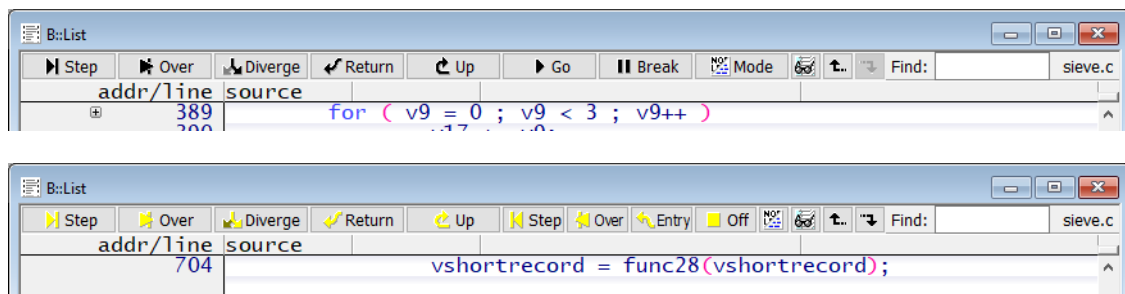 B::List
Step Over Diverge Return Up Go Break Mode t.. Find: sieve.c
addr/line source
389 for ( v9 = 0 ; v9 < 3 ; v9++ )
B::List
Step Over Diverge Return Up Step Over Entry Off t.. Find: sieve.c
addr/line source
704 vshortrecord = func28(vshortrecord);